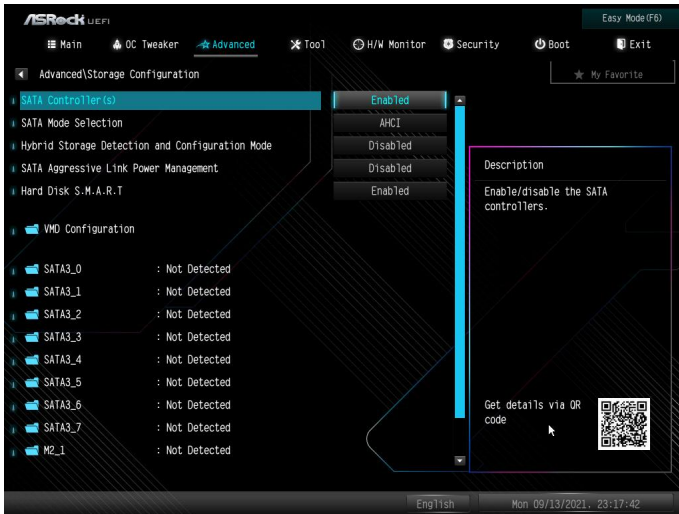 ASRock UEFI
Easy Mode(F6)
Main OC Tweaker Advanced Tool H/W Monitor Security Boot Exit
Advanced\Storage Configuration
My Favorite
SATA Controller(s) Enabled
SATA Mode Selection AHCI
Hybrid Storage Detection and Configuration Mode Disabled
SATA Aggressive Link Power Management Disabled
Hard Disk S.M.A.R.T Enabled
VMD Configuration
SATA3_0 : Not Detected
SATA3_1 : Not Detected
SATA3_2 : Not Detected
SATA3_3 : Not Detected
SATA3_4 : Not Detected
SATA3_5 : Not Detected
SATA3_6 : Not Detected
SATA3_7 : Not Detected
M2_1 : Not Detected
Description
Enable/disable the SATA
controllers.
Get details via QR
code
English
Mon 09/13/2021, 23:17:42